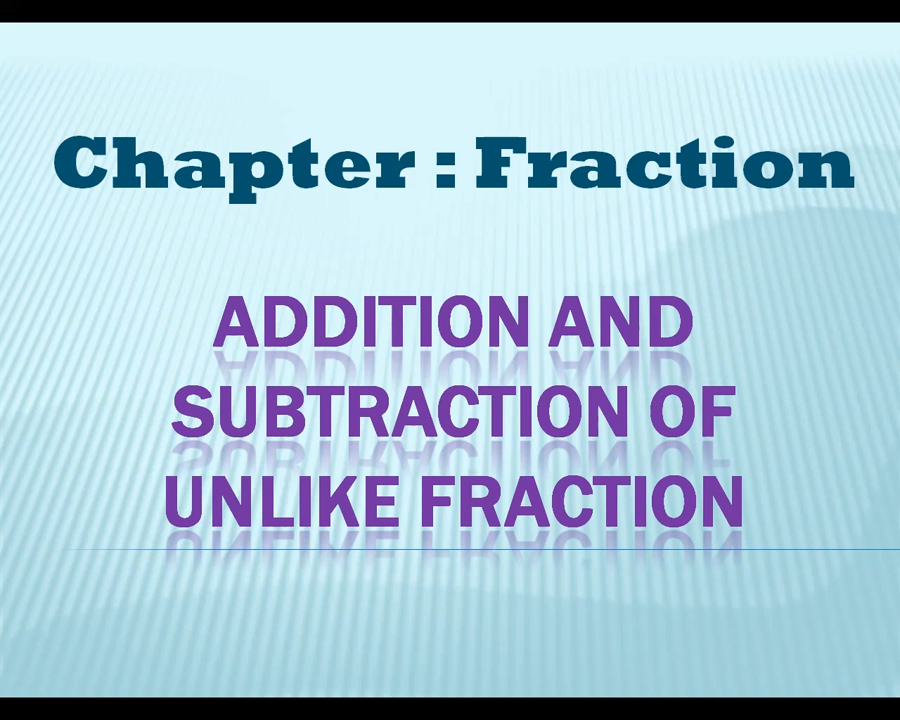 Chapter : Fraction
ADDITION AND
SUBTRACTION OF
UNLIKE FRACTION